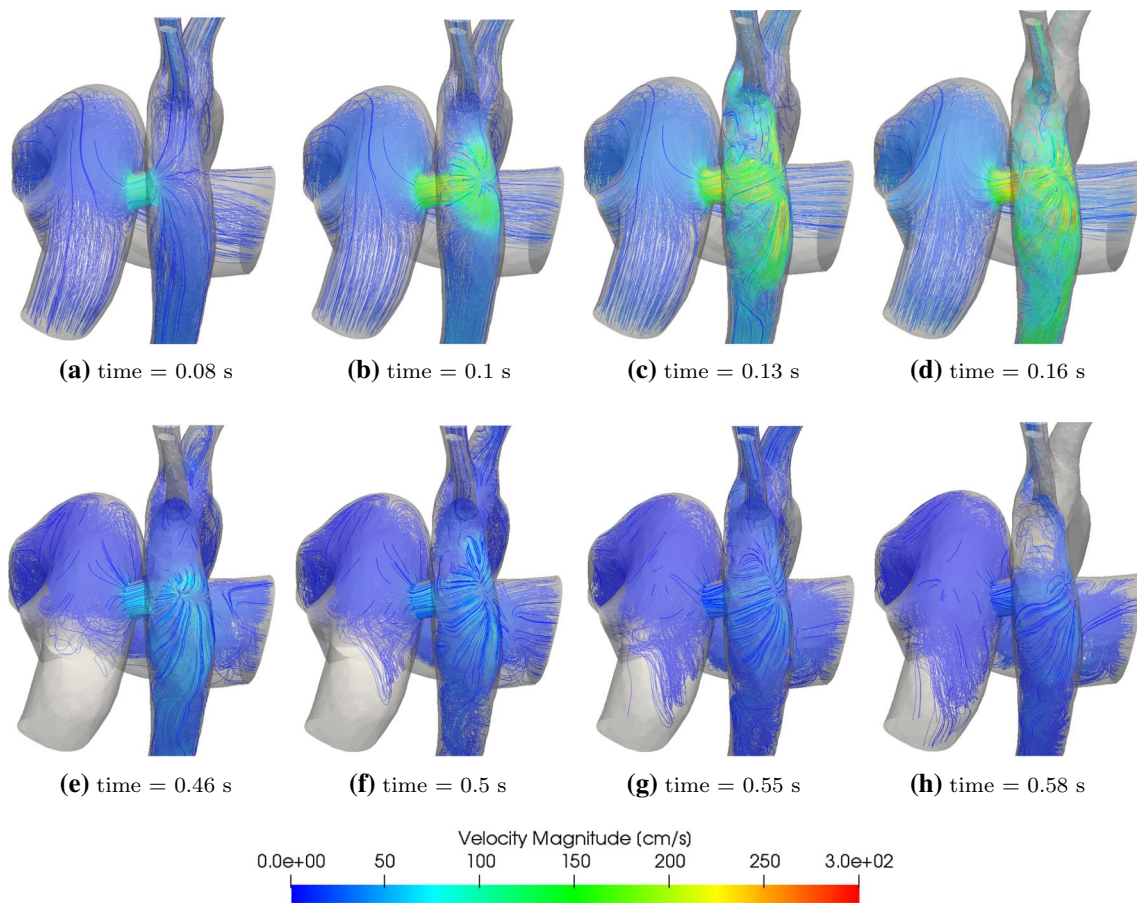 (a) time = 0.08 s
(b) time = 0.1 s
(c) time = 0.13 s
(d) time = 0.16 s
(e) time = 0.46 s
(f) time = 0.5 s
(g) time = 0.55 s
(h) time = 0.58 s
Velocity Magnitude (cm/s)
0.0e+00 50 100 150 200 250 3.0e+02